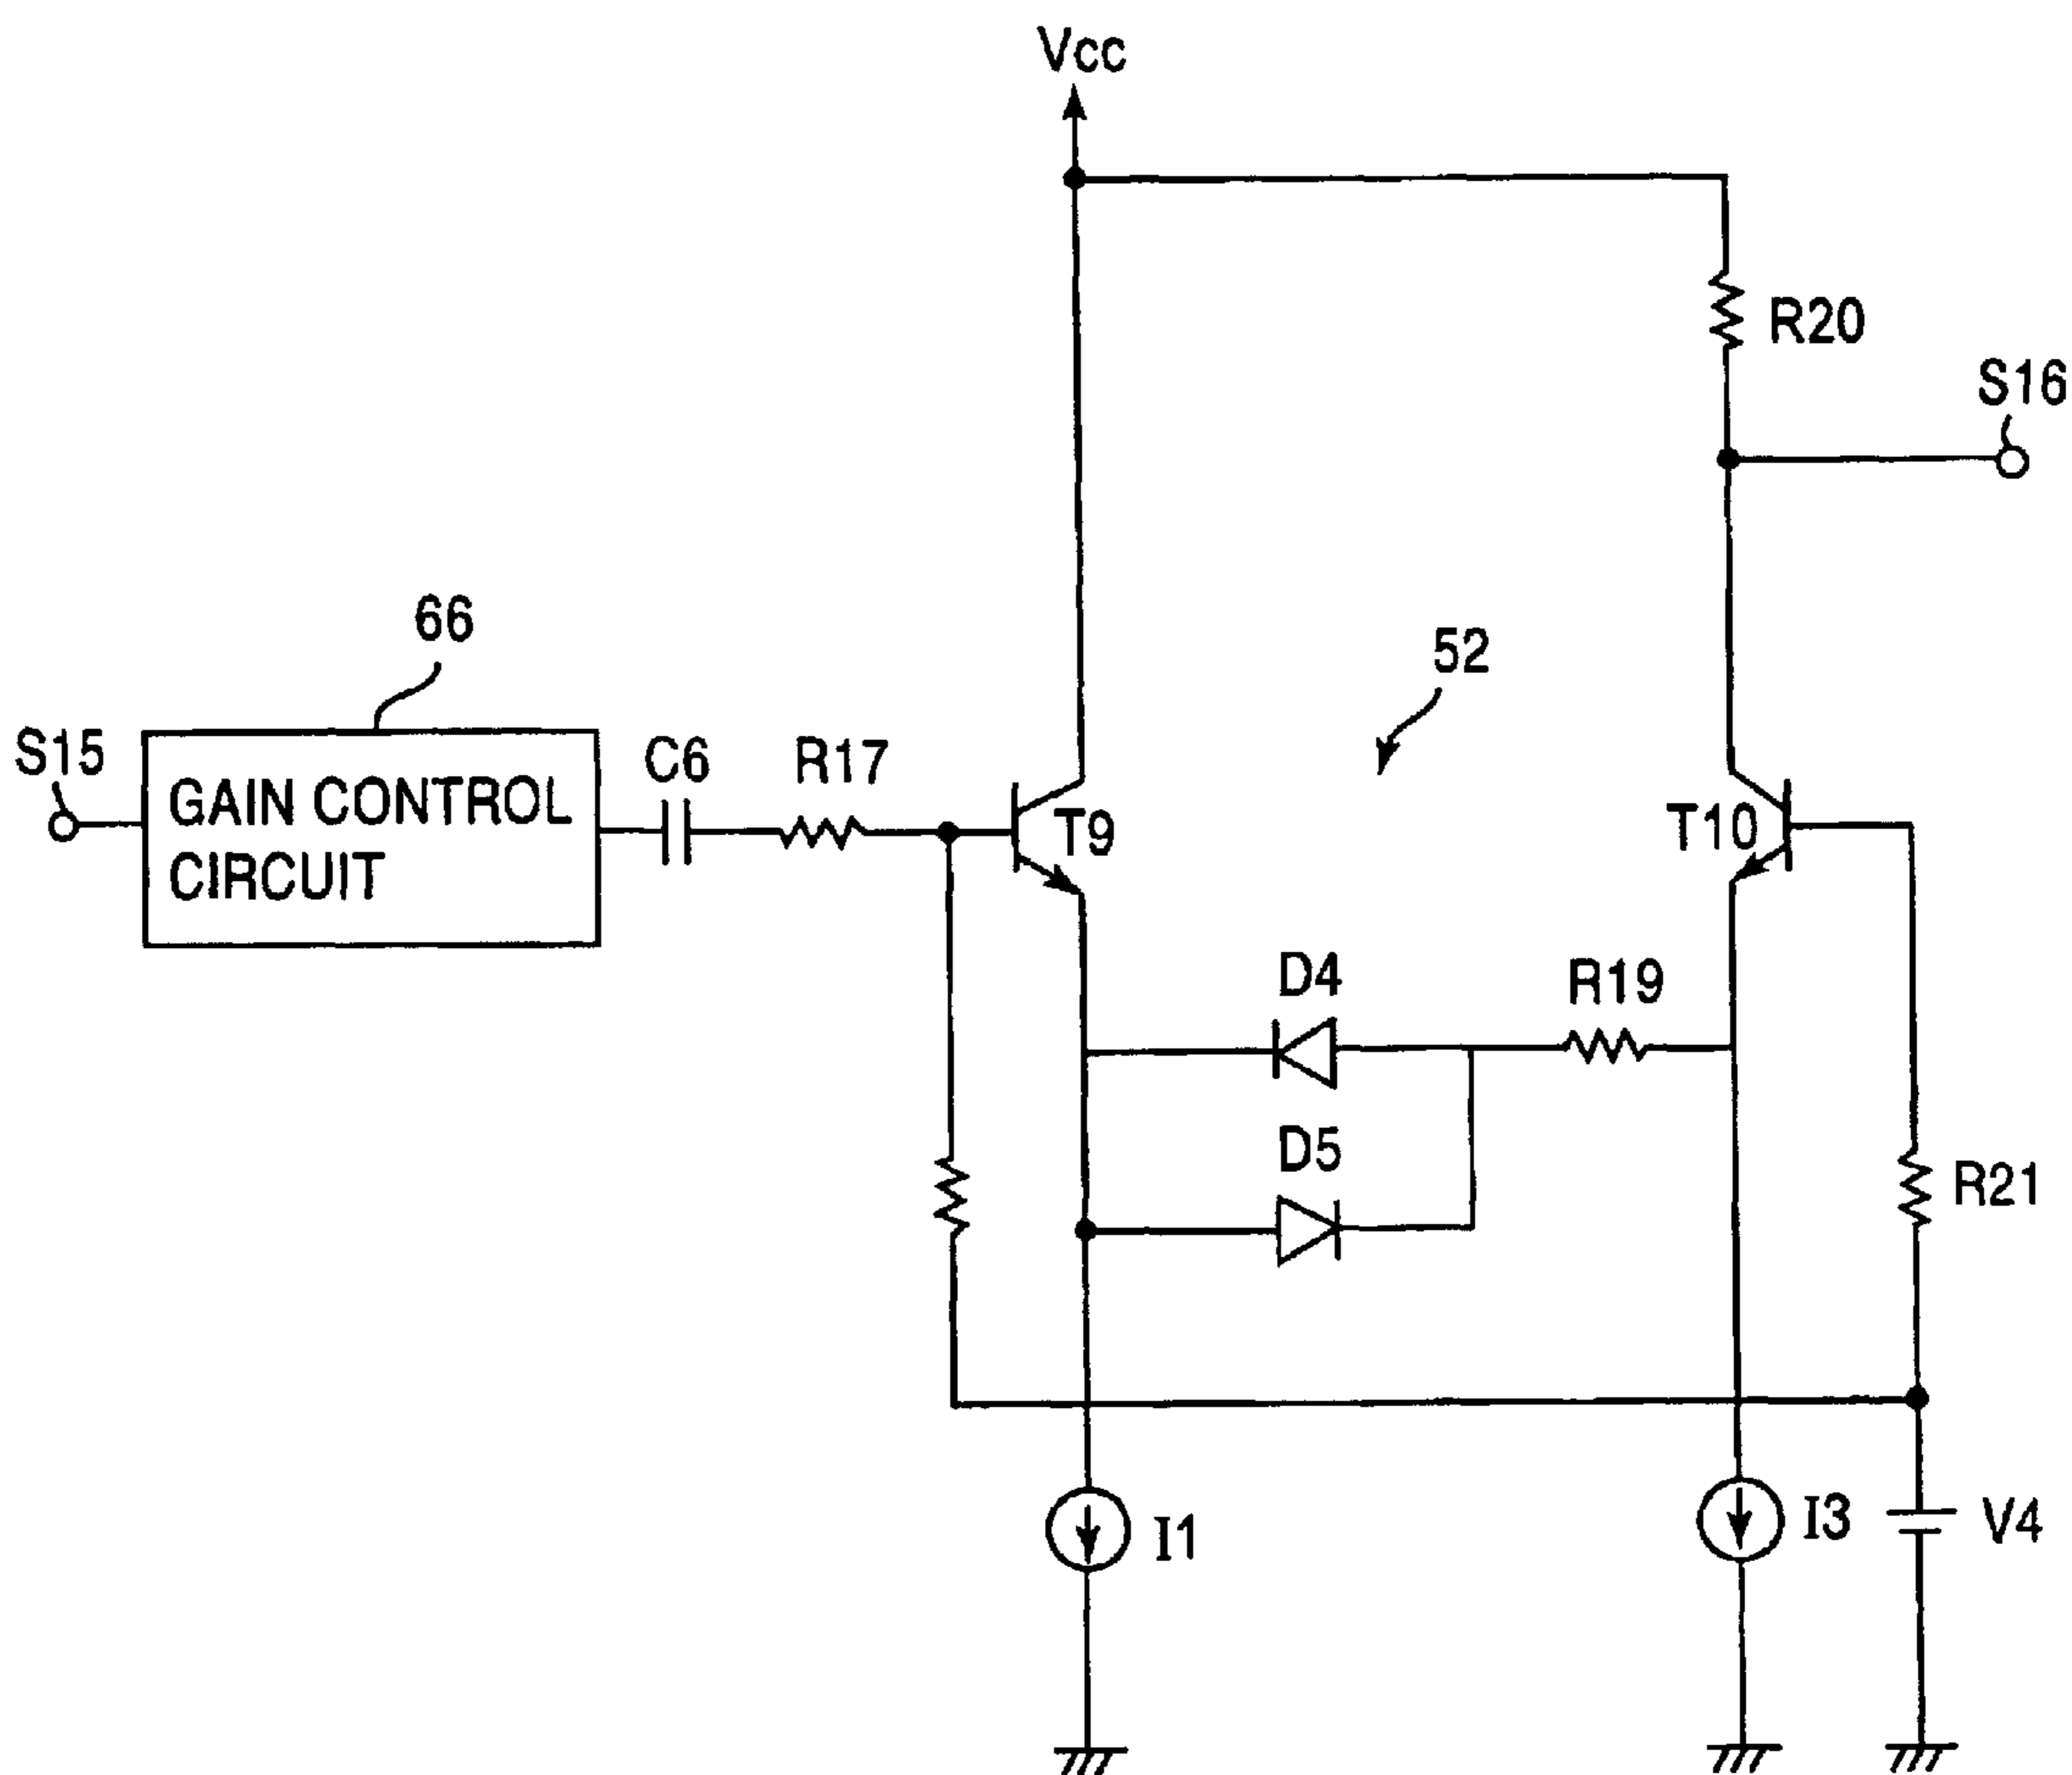 Vcc
R20
S16
66
52
S15
GAIN CONTROL
CIRCUIT
C6
R17
T9
T10
D4
R19
D5
R21
I1
I3
V4